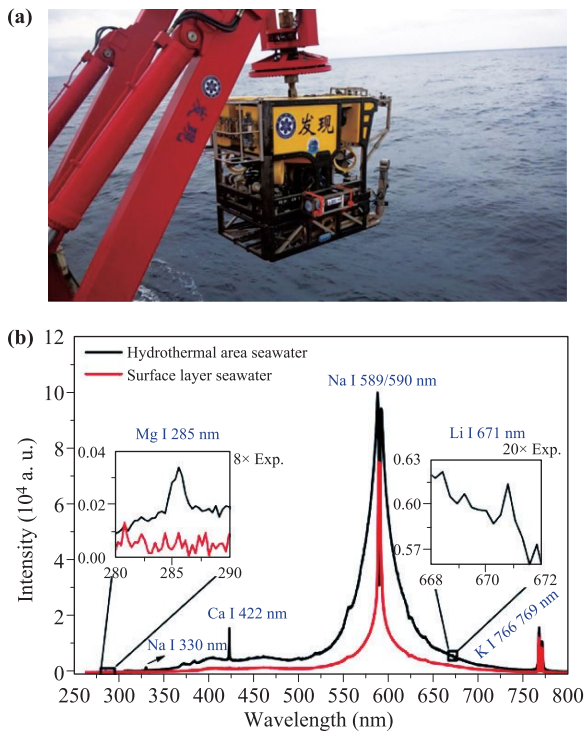 (a)
发现
发现
(b)
Hydrothermal area seawater
Surface layer seawater
Na I 589/590 nm
Mg I 285 nm
8× Exp.
Li I 671 nm
20× Exp.
Ca I 422 nm
Na I 330 nm
K I 766 769 nm
0.04
0.02
0.00
280
285
290
0.63
0.60
0.57
668
670
672
12
10
8
6
4
2
0
Intensity (10⁴ a. u.)
250 300 350 400 450 500 550 600 650 700 750 800
Wavelength (nm)